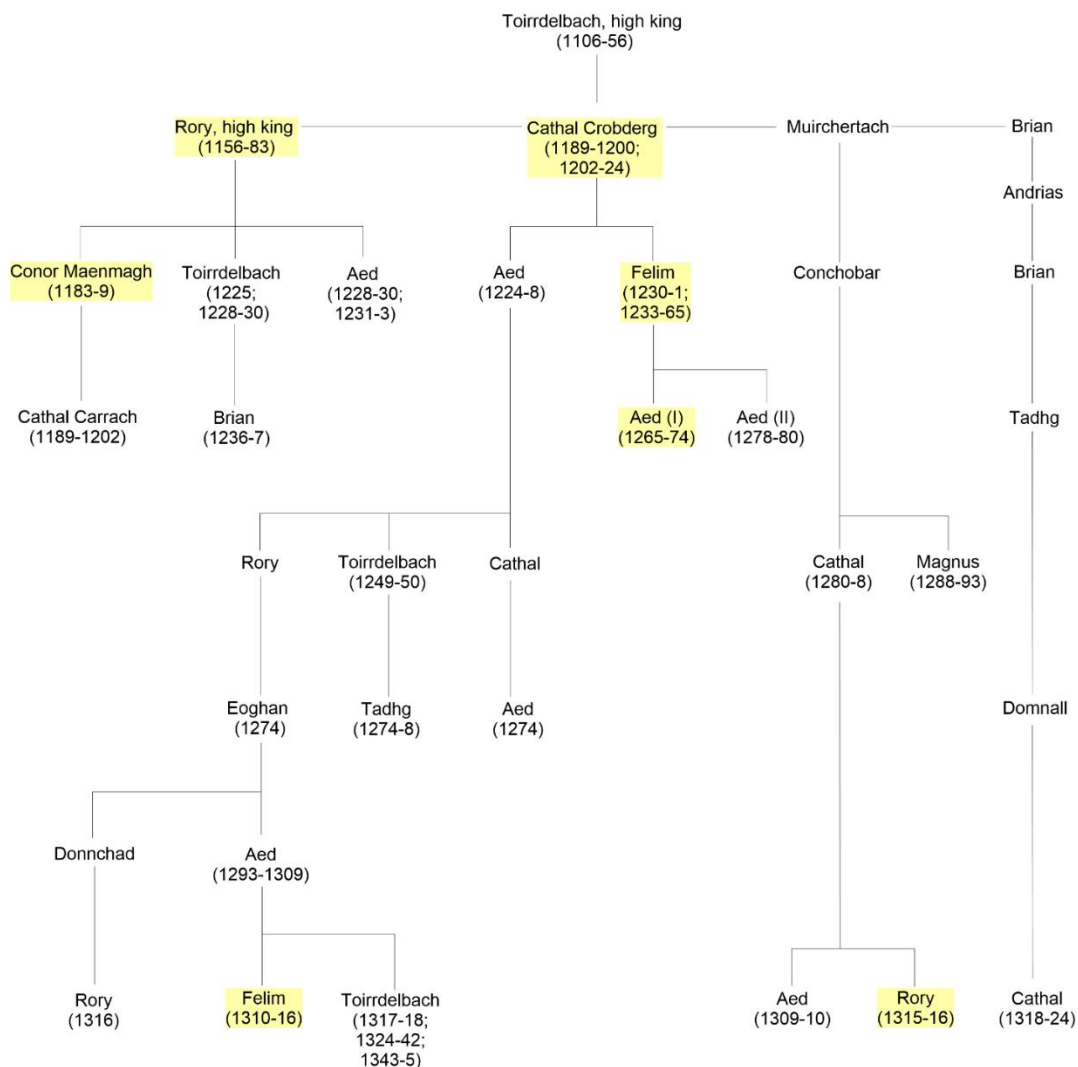 Toirrdelbach, high king
(1106-56)
Rory, high king
(1156-83)
Cathal Crobderg
(1189-1200;
1202-24)
Muirchertach
Brian
Andrias
Conor Maenmagh
(1183-9)
Toirrdelbach
(1225;
1228-30)
Aed
(1228-30;
1231-3)
Aed
(1224-8)
Felim
(1230-1;
1233-65)
Conchobar
Brian
Cathal Carrach
(1189-1202)
Brian
(1236-7)
Aed (I)
(1265-74)
Aed (II)
(1278-80)
Tadhg
Rory
Toirrdelbach
(1249-50)
Cathal
Cathal
(1280-8)
Magnus
(1288-93)
Eoghan
(1274)
Tadhg
(1274-8)
Aed
(1274)
Domnall
Donnchad
Aed
(1293-1309)
Rory
(1316)
Felim
(1310-16)
Toirrdelbach
(1317-18;
1324-42;
1343-5)
Aed
(1309-10)
Rory
(1315-16)
Cathal
(1318-24)